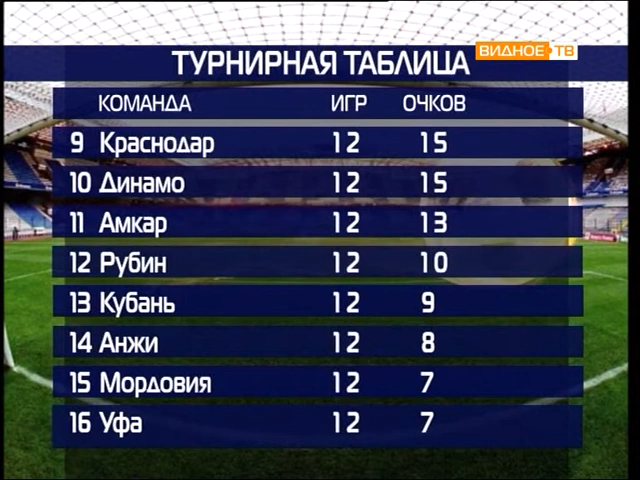 ТУРНИРНАЯ ТАБЛИЦА
ВИДНОЕ ТВ
КОМАНДА ИГР ОЧКОВ
9 Краснодар 12 15
10 Динамо 12 15
11 Амкар 12 13
12 Рубин 12 10
13 Кубань 12 9
14 Анжи 12 8
15 Мордовия 12 7
16 Уфа 12 7